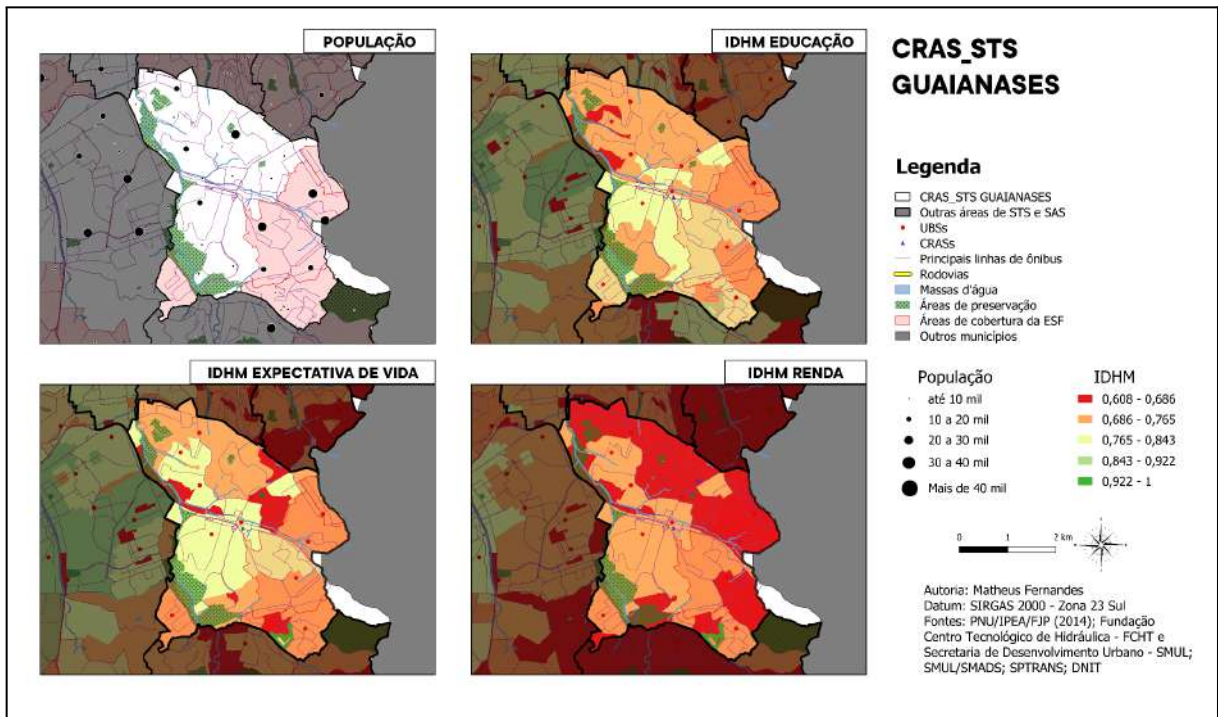 POPULAÇÃO
IDHM EDUCAÇÃO
CRAS_STS
GUAIANASES
Legenda
CRAS_STS GUAIANASES
Outras áreas de STS e SAS
UBSs
CRASs
Principais linhas de ônibus
Rodovias
Massas d'água
Áreas de preservação
Áreas de cobertura da ESF
Outros municípios
IDHM EXPECTATIVA DE VIDA
IDHM RENDA
População
até 10 mil
10 a 20 mil
20 a 30 mil
30 a 40 mil
Mais de 40 mil
IDHM
0,608 - 0,686
0,686 - 0,765
0,765 - 0,843
0,843 - 0,922
0,922 - 1
0 1 2 km
Autoria: Matheus Fernandes
Datum: SIRGAS 2000 - Zona 23 Sul
Fontes: PNU/IPEA/FJP (2014); Fundação
Centro Tecnológico de Hidráulica - FCHT e
Secretaria de Desenvolvimento Urbano - SMUL;
SMUL/SMADS; SPTRANS; DNIT